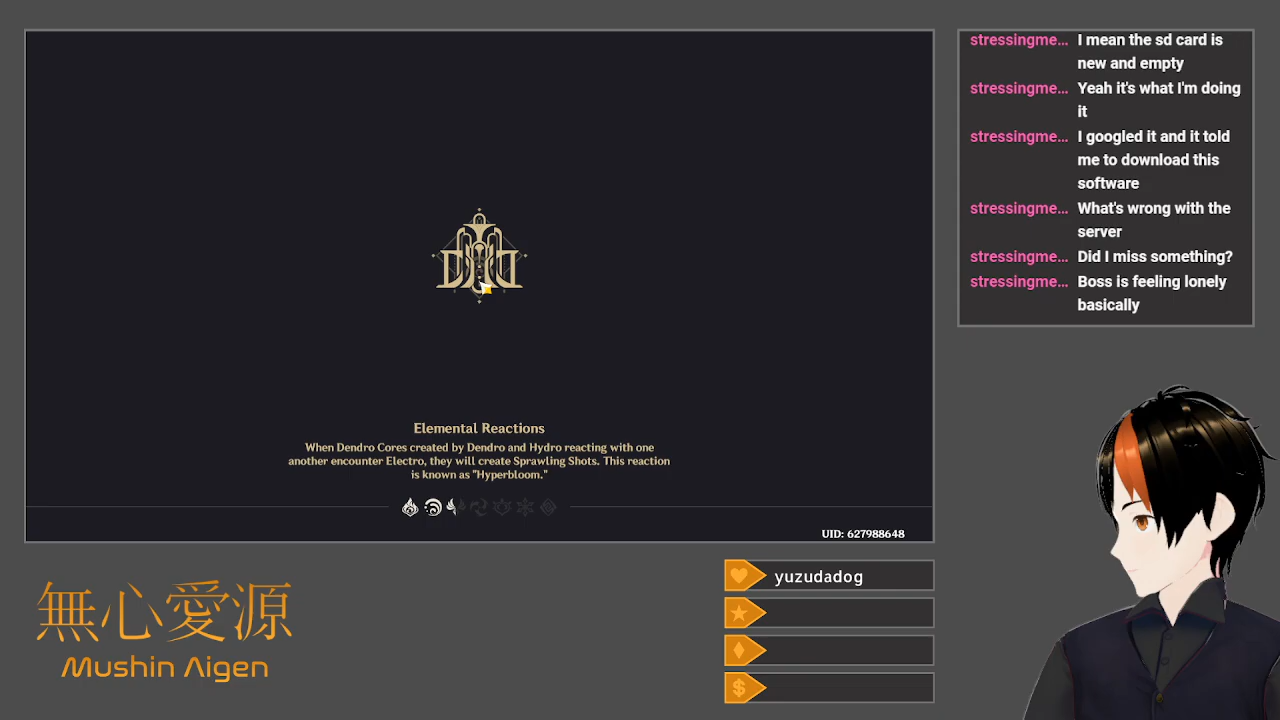 stressingme... I mean the sd card is
new and empty
stressingme... Yeah it's what I'm doing
it
stressingme... I googled it and it told
me to download this
software
stressingme... What's wrong with the
server
stressingme... Did I miss something?
stressingme... Boss is feeling lonely
basically
Elemental Reactions
When Dendro Cores created by Dendro and Hydro reacting with one
another encounter Electro, they will create Sprawling Shots. This reaction
is known as "Hyperbloom."
UID: 627988648
無心愛源
Mushin Aigen
yuzudadog